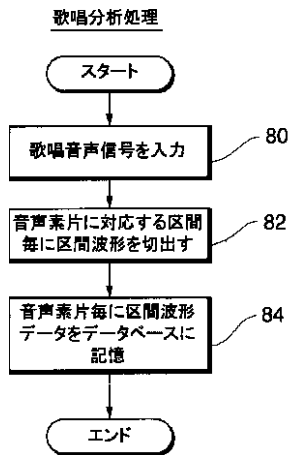 歌唱分析処理
スタート
歌唱音声信号を入力
80
音声素片に対応する区間
毎に区間波形を切出す
82
音声素片毎に区間波形
データをデータベースに
記憶
84
エンド